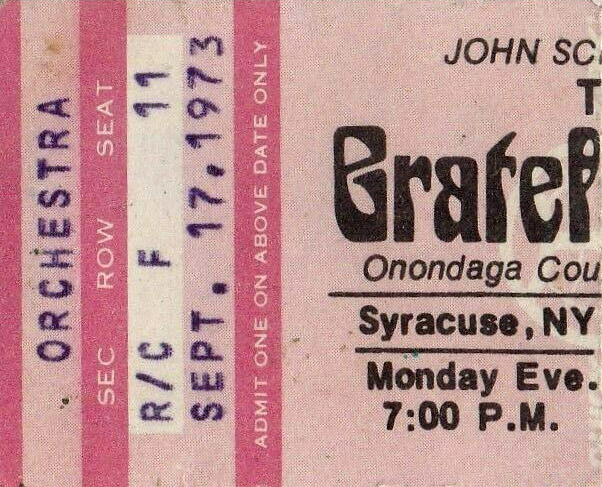 ORCHESTRA
SEC ROW SEAT
R/C F 11
SEPT. 17,1973
ADMIT ONE ON ABOVE DATE ONLY
JOHN SC
T
Gratef
Onondaga Cou
Syracuse, NY
Monday Eve.
7:00 P.M.